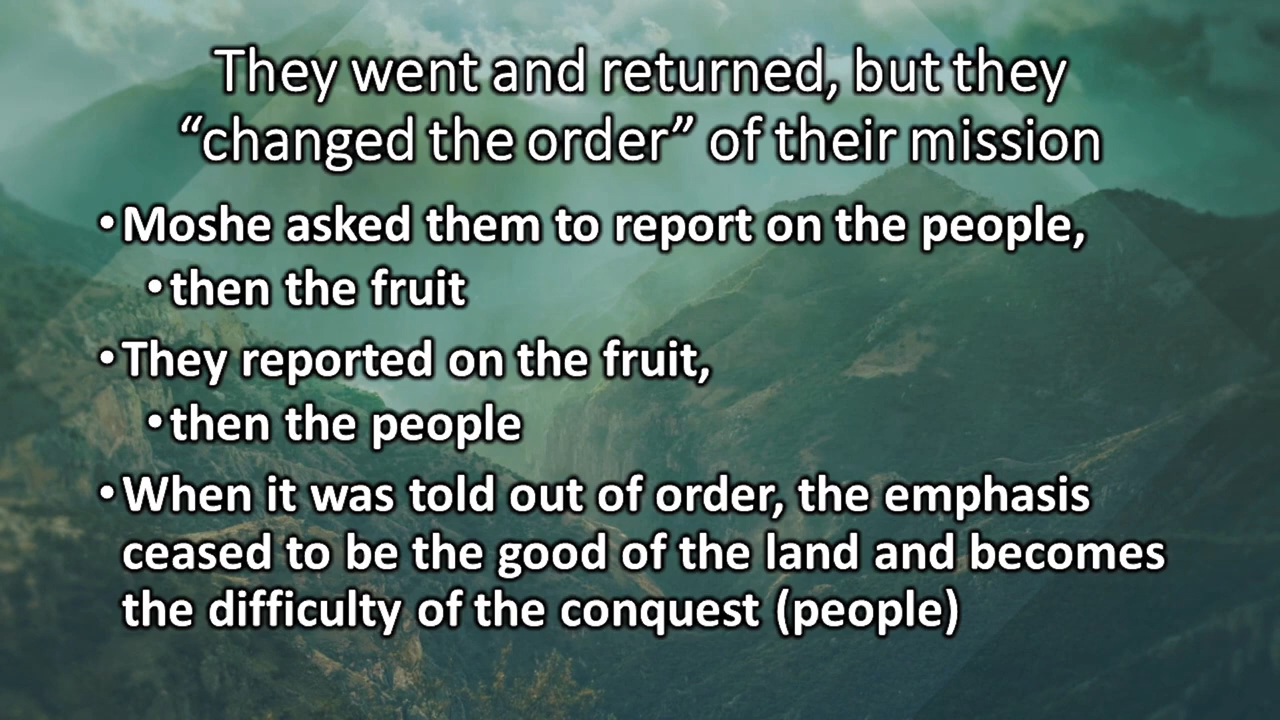 They went and returned, but they
“changed the order” of their mission
• Moshe asked them to report on the people,
• then the fruit
• They reported on the fruit,
• then the people
• When it was told out of order, the emphasis
ceased to be the good of the land and becomes
the difficulty of the conquest (people)